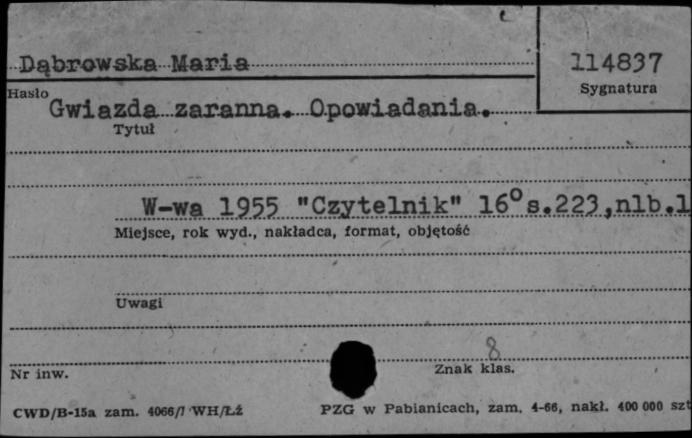 Dąbrowska Maria
114837
Hasło
Sygnatura
Gwiazda zaranna. Opowiadania.
Tytuł
W-wa 1955 "Czytelnik" 16° s.223,nlb.1
Miejsce, rok wyd., nakładca, format, objętość
Uwagi
8
Nr inw.
Znak klas.
CWD/B-15a zam. 4066/7 WH/Łź
PZG w Pabianicach, zam. 4-66, nakł. 400 000 szt